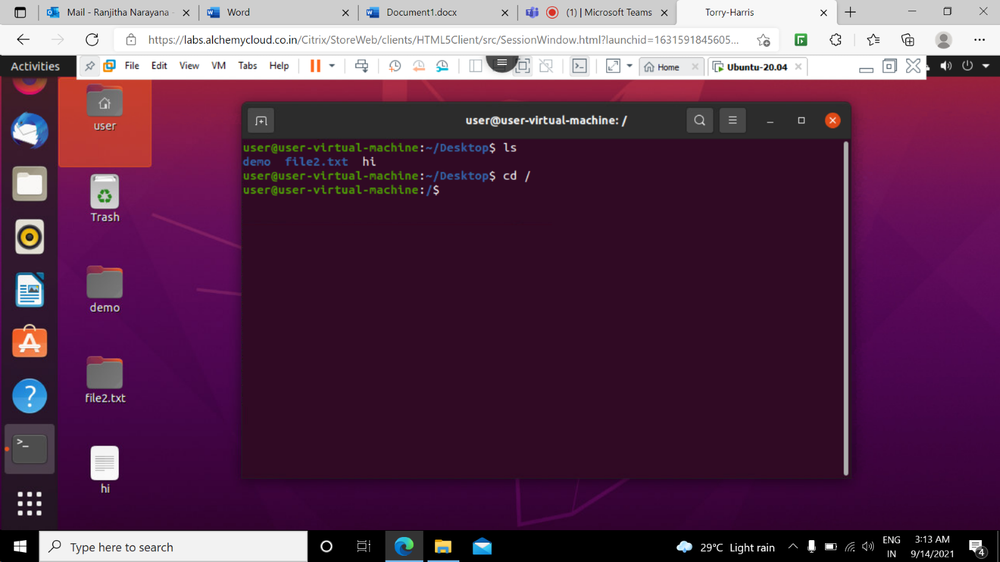 Mail - Ranjitha Narayana -
Word
Document1.docx
(1) | Microsoft Teams
Torry-Harris
https://labs.alchemycloud.co.in/Citrix/StoreWeb/clients/HTML5Client/src/SessionWindow.html?launchid=1631591845605...
Activities
File Edit View VM Tabs Help
Home
Ubuntu-20.04
user
Trash
demo
file2.txt
hi
user@user-virtual-machine: /
user@user-virtual-machine:~/Desktop$ ls
demo file2.txt hi
user@user-virtual-machine:~/Desktop$ cd /
user@user-virtual-machine:/$
Type here to search
29°C Light rain
ENG
IN
3:13 AM
9/14/2021
4